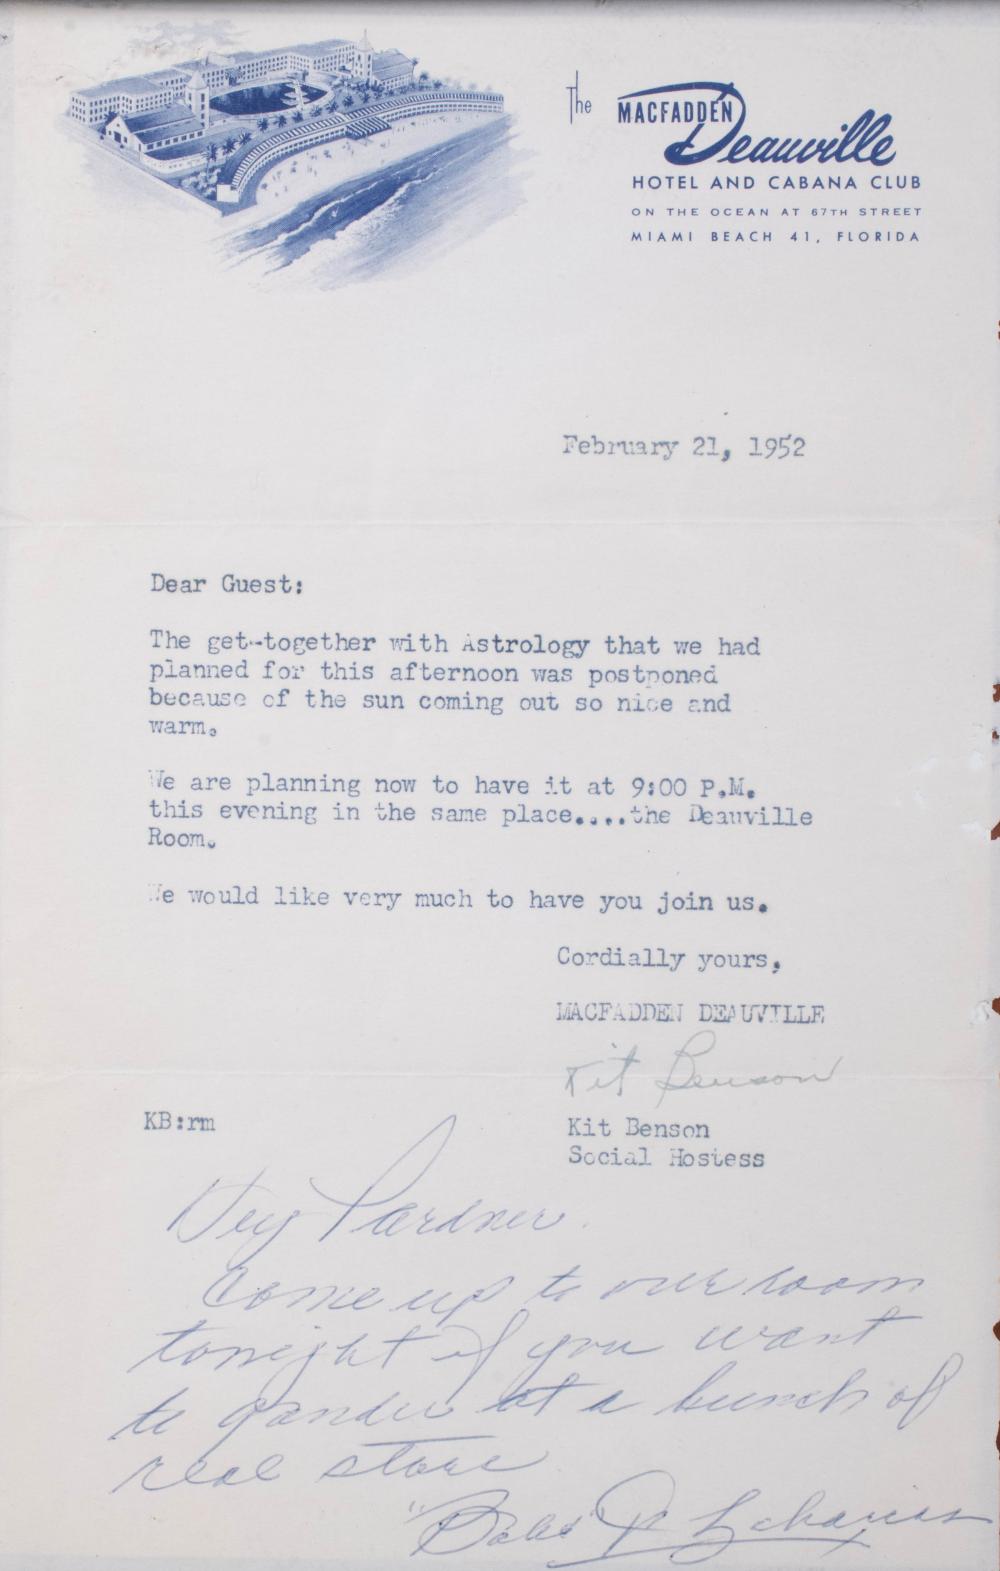 The MACFADDEN
Deauville
HOTEL AND CABANA CLUB
ON THE OCEAN AT 67TH STREET
MIAMI BEACH 41, FLORIDA
February 21, 1952
Dear Guest:
The get-together with Astrology that we had
planned for this afternoon was postponed
because of the sun coming out so nice and
warm.
We are planning now to have it at 9:00 P.M.
this evening in the same place....the Deauville
Room.
We would like very much to have you join us.
Cordially yours,
MACFADDEN DEAUVILLE
Kit Benson
KB:rm
Kit Benson
Social Hostess
Hey Pardner.
Come up to our room
tonight if you want
to gander at a bunch of
real